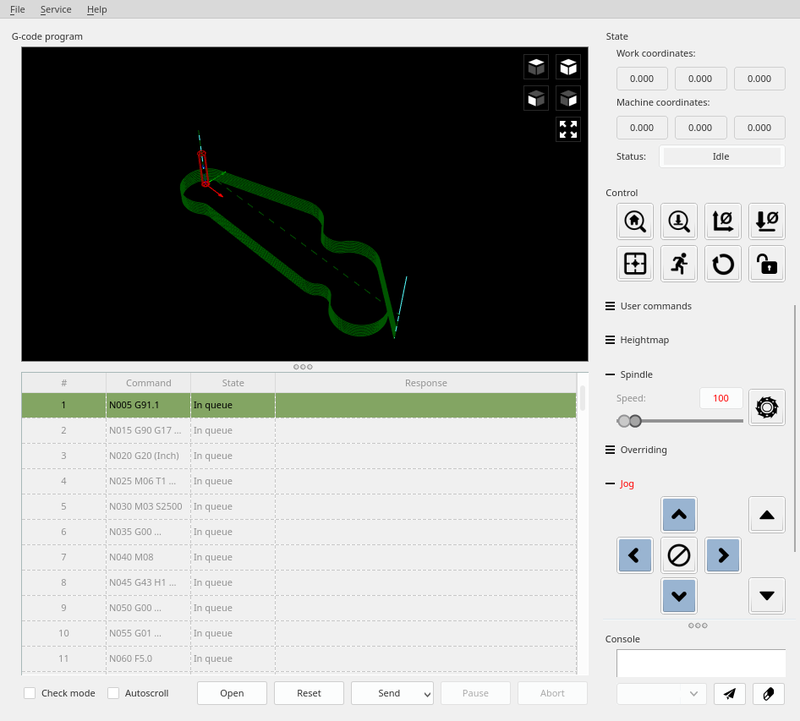 File Service Help
G-code program
State
Work coordinates:
0.000 0.000 0.000
Machine coordinates:
0.000 0.000 0.000
Status: Idle
Control
User commands
Heightmap
Spindle
Speed: 100
Overriding
Jog
# Command State Response
1 N005 G91.1 In queue
2 N015 G90 G17 ... In queue
3 N020 G20 (Inch) In queue
4 N025 M06 T1 ... In queue
5 N030 M03 S2500 In queue
6 N035 G00 ... In queue
7 N040 M08 In queue
8 N045 G43 H1 ... In queue
9 N050 G00 ... In queue
10 N055 G01 ... In queue
11 N060 F5.0 In queue
Console
Check mode Autoscroll Open Reset Send Pause Abort